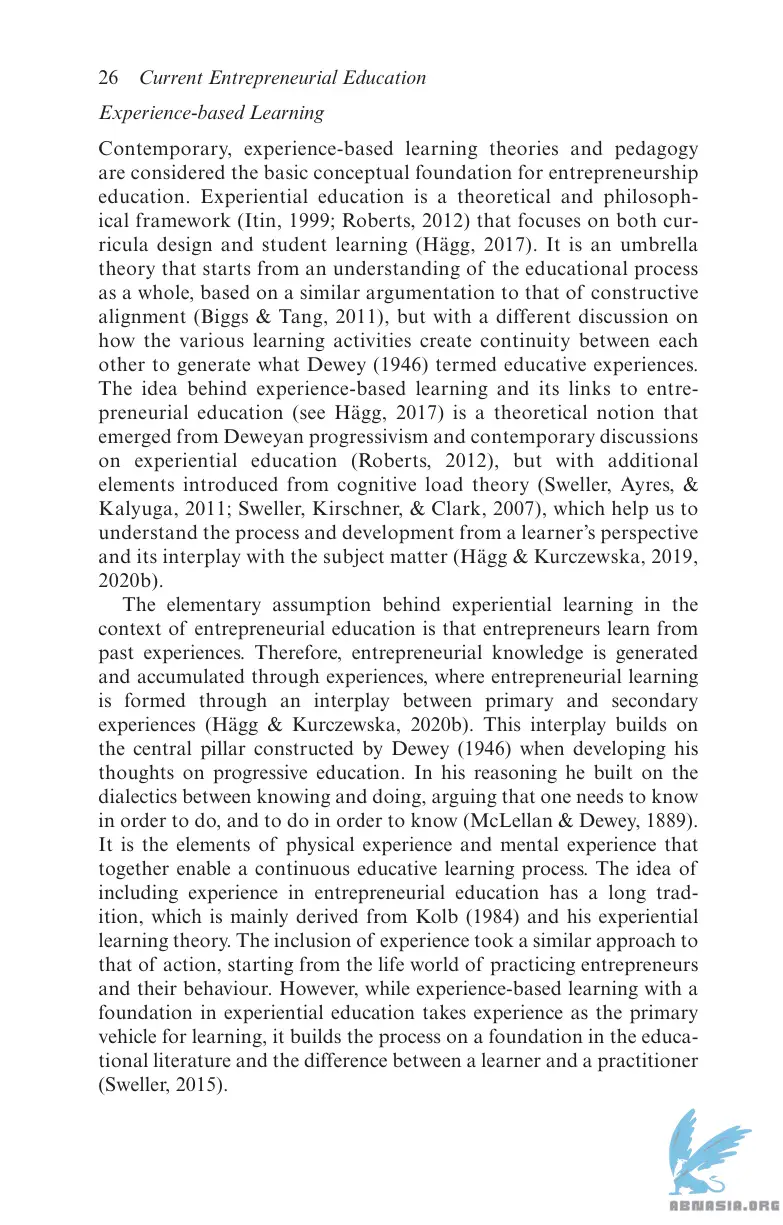 26 Current Entrepreneurial Education
Experience-based Learning
Contemporary, experience-based learning theories and pedagogy
are considered the basic conceptual foundation for entrepreneurship
education. Experiential education is a theoretical and philosoph-
ical framework (Itin, 1999; Roberts, 2012) that focuses on both cur-
ricula design and student learning (Hägg, 2017). It is an umbrella
theory that starts from an understanding of the educational process
as a whole, based on a similar argumentation to that of constructive
alignment (Biggs & Tang, 2011), but with a different discussion on
how the various learning activities create continuity between each
other to generate what Dewey (1946) termed educative experiences.
The idea behind experience-based learning and its links to entre-
preneurial education (see Hägg, 2017) is a theoretical notion that
emerged from Deweyan progressivism and contemporary discussions
on experiential education (Roberts, 2012), but with additional
elements introduced from cognitive load theory (Sweller, Ayres, &
Kalyuga, 2011; Sweller, Kirschner, & Clark, 2007), which help us to
understand the process and development from a learner's perspective
and its interplay with the subject matter (Hägg & Kurczewska, 2019,
2020b).
The elementary assumption behind experiential learning in the
context of entrepreneurial education is that entrepreneurs learn from
past experiences. Therefore, entrepreneurial knowledge is generated
and accumulated through experiences, where entrepreneurial learning
is formed through an interplay between primary and secondary
experiences (Hägg & Kurczewska, 2020b). This interplay builds on
the central pillar constructed by Dewey (1946) when developing his
thoughts on progressive education. In his reasoning he built on the
dialectics between knowing and doing, arguing that one needs to know
in order to do, and to do in order to know (McLellan & Dewey, 1889).
It is the elements of physical experience and mental experience that
together enable a continuous educative learning process. The idea of
including experience in entrepreneurial education has a long trad-
ition, which is mainly derived from Kolb (1984) and his experiential
learning theory. The inclusion of experience took a similar approach to
that of action, starting from the life world of practicing entrepreneurs
and their behaviour. However, while experience-based learning with a
foundation in experiential education takes experience as the primary
vehicle for learning, it builds the process on a foundation in the educa-
tional literature and the difference between a learner and a practitioner
(Sweller, 2015).
ABNASIA.ORG